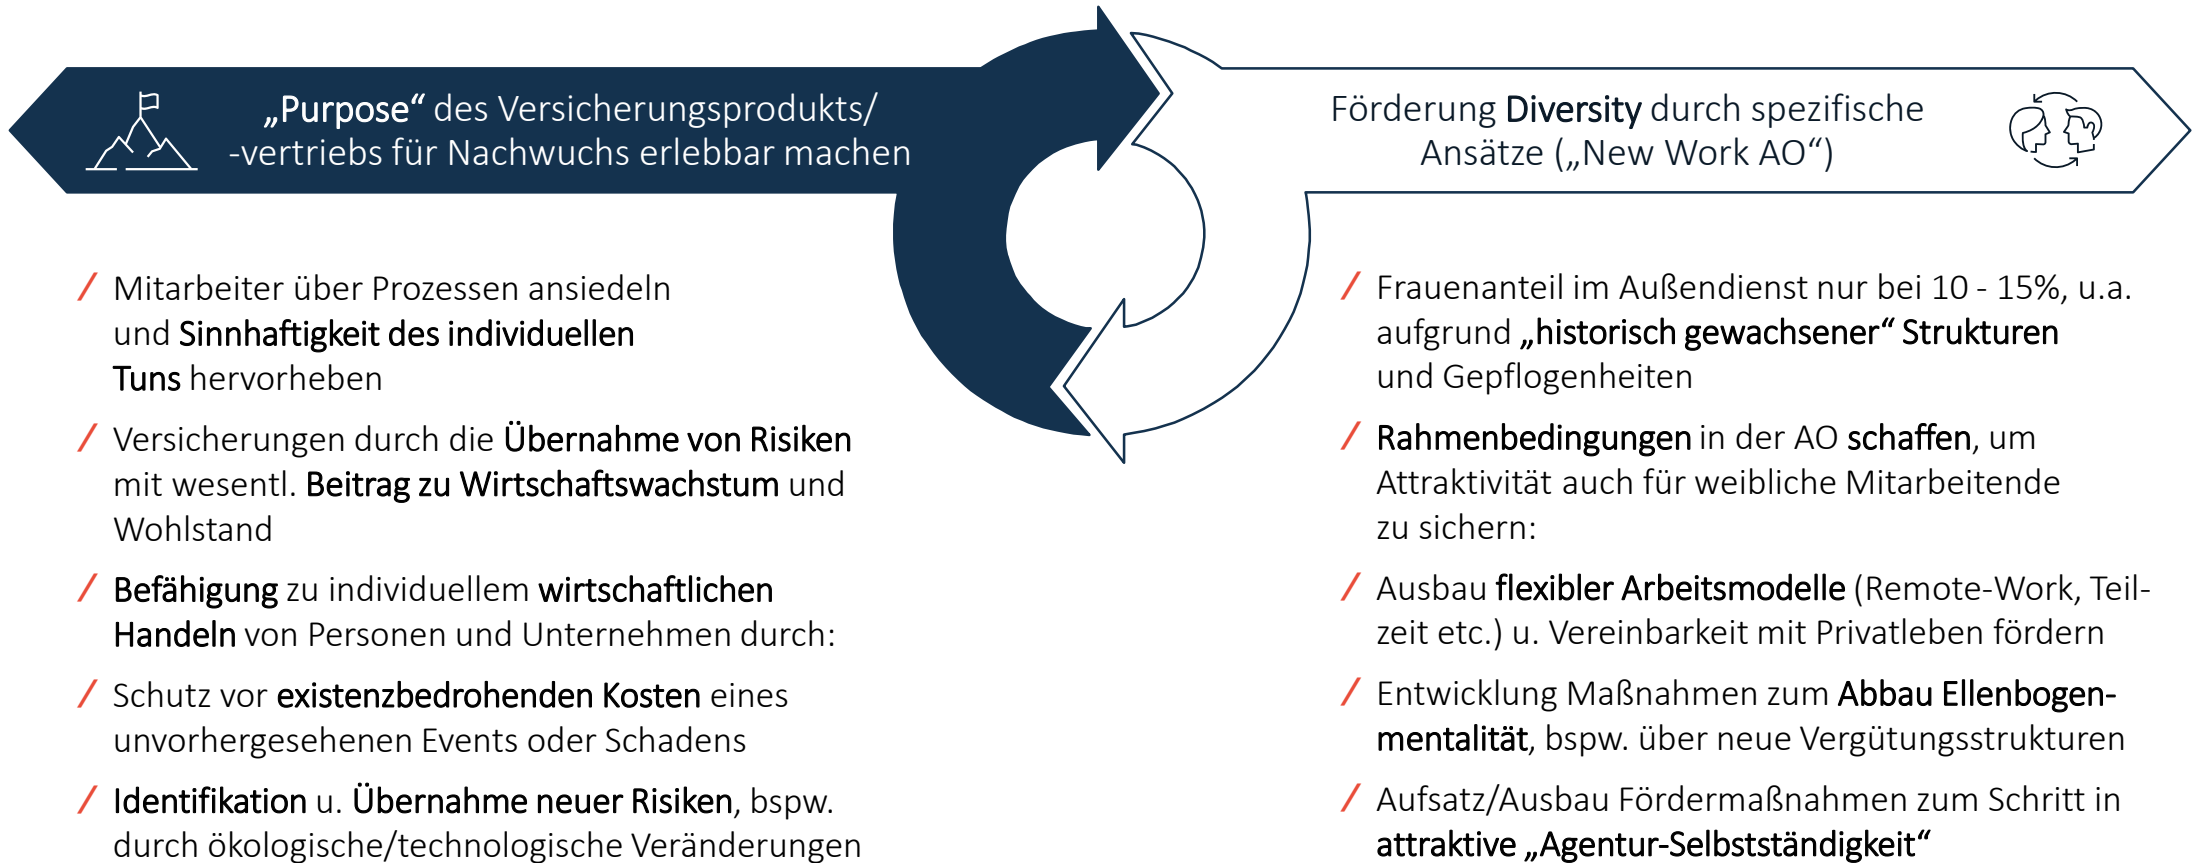 „Purpose“ des Versicherungsprodukts/
-vertriebs für Nachwuchs erlebbar machen
Förderung Diversity durch spezifische
Ansätze („New Work AO“)
/ Mitarbeiter über Prozessen ansiedeln
und Sinnhaftigkeit des individuellen
Tuns hervorheben
/ Versicherungen durch die Übernahme von Risiken
mit wesentl. Beitrag zu Wirtschaftswachstum und
Wohlstand
/ Befähigung zu individuellem wirtschaftlichen
Handeln von Personen und Unternehmen durch:
/ Schutz vor existenzbedrohenden Kosten eines
unvorhergesehenen Events oder Schadens
/ Identifikation u. Übernahme neuer Risiken, bspw.
durch ökologische/technologische Veränderungen
/ Frauenanteil im Außendienst nur bei 10 - 15%, u.a.
aufgrund „historisch gewachsener“ Strukturen
und Gepflogenheiten
/ Rahmenbedingungen in der AO schaffen, um
Attraktivität auch für weibliche Mitarbeitende
zu sichern:
/ Ausbau flexibler Arbeitsmodelle (Remote-Work, Teil-
zeit etc.) u. Vereinbarkeit mit Privatleben fördern
/ Entwicklung Maßnahmen zum Abbau Ellenbogen-
mentalität, bspw. über neue Vergütungsstrukturen
/ Aufsatz/Ausbau Fördermaßnahmen zum Schritt in
attraktive „Agentur-Selbstständigkeit“